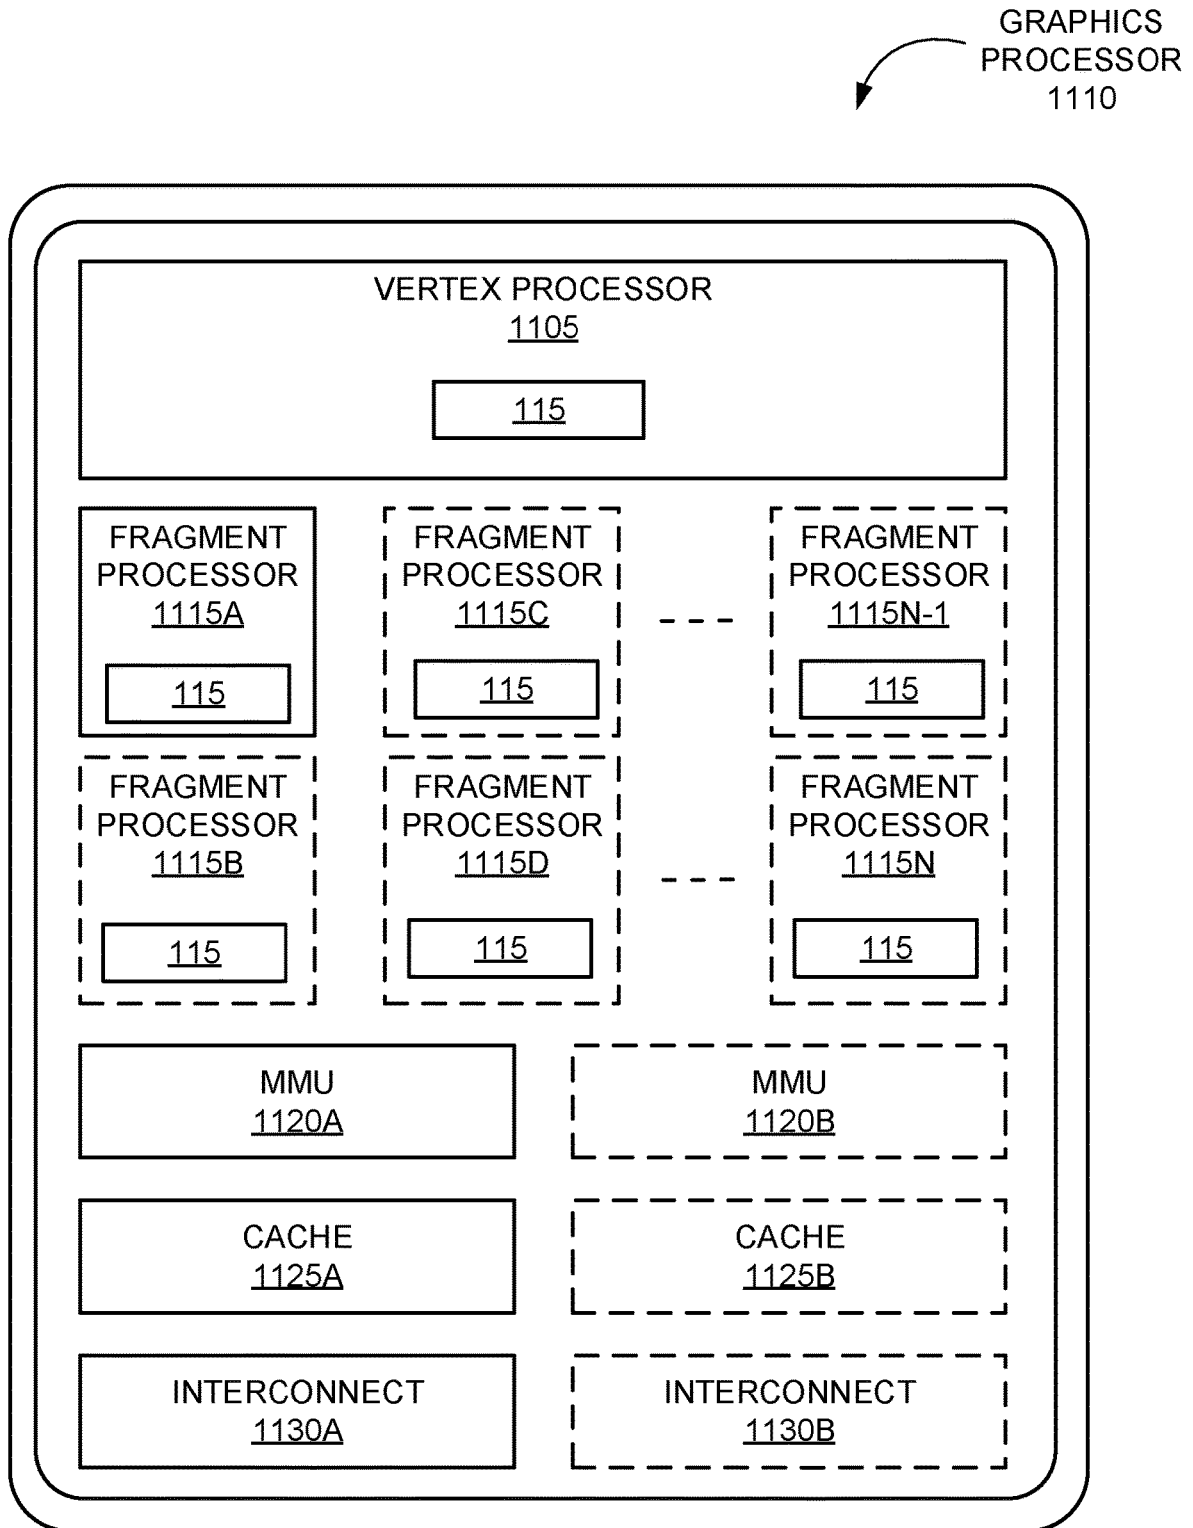 GRAPHICS
PROCESSOR
1110
VERTEX PROCESSOR
1105
115
FRAGMENT
PROCESSOR
1115A
115
FRAGMENT
PROCESSOR
1115C
115
FRAGMENT
PROCESSOR
1115N-1
115
FRAGMENT
PROCESSOR
1115B
115
FRAGMENT
PROCESSOR
1115D
115
FRAGMENT
PROCESSOR
1115N
115
MMU
1120A
MMU
1120B
CACHE
1125A
CACHE
1125B
INTERCONNECT
1130A
INTERCONNECT
1130B